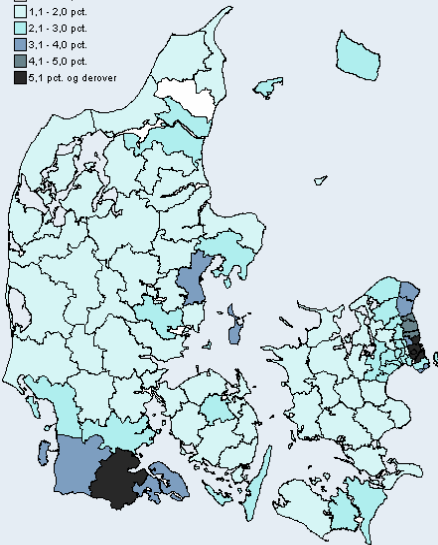 1,1 - 2,0 pct.
2,1 - 3,0 pct.
3,1 - 4,0 pct.
4,1 - 5,0 pct.
5,1 pct. og derover